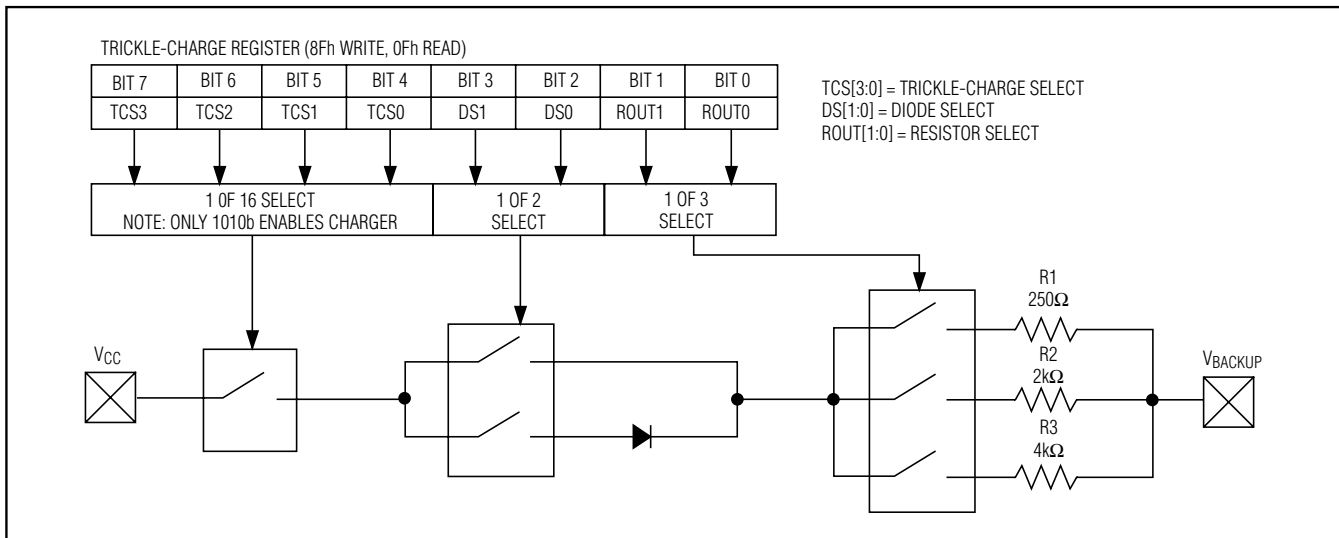 TRICKLE-CHARGE REGISTER (8Fh WRITE, 0Fh READ)
BIT 7 BIT 6 BIT 5 BIT 4 BIT 3 BIT 2 BIT 1 BIT 0
TCS3 TCS2 TCS1 TCS0 DS1 DS0 ROUT1 ROUT0
TCS[3:0] = TRICKLE-CHARGE SELECT
DS[1:0] = DIODE SELECT
ROUT[1:0] = RESISTOR SELECT
1 OF 16 SELECT
NOTE: ONLY 1010b ENABLES CHARGER
1 OF 2
SELECT
1 OF 3
SELECT
R1
250Ω
R2
2kΩ
R3
4kΩ
VCC
VBACKUP